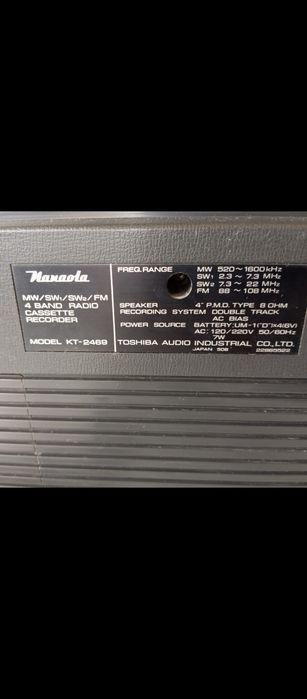 Nanaola
MW/SW1/SW2/FM
4 BAND RADIO
CASSETTE
RECORDER
MODEL KT-2469
FREQ.RANGE MW 520~1600kHz
SW1 2.3~7.3 MHz
SW2 7.3~22 MHz
FM 88~108 MHz
SPEAKER 4" P.M.D. TYPE 8 OHM
RECORDING SYSTEM DOUBLE TRACK
AC BIAS
POWER SOURCE BATTERY:UM-1("D")×4(6V)
AC:120/220V 50/60Hz
7W
TOSHIBA AUDIO INDUSTRIAL CO.,LTD.
JAPAN 508 22865522